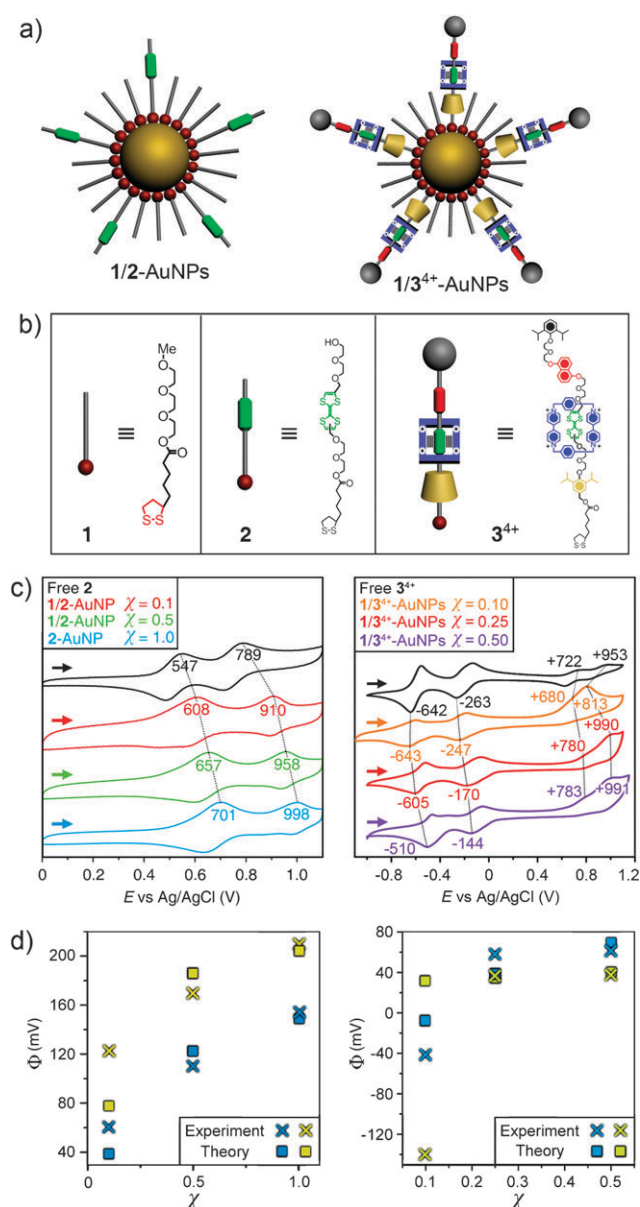 a)
1/2-AuNPs
1/3⁴⁺-AuNPs
b)
Me
O
O
O
O
O
S-S
1
HO
O
O
S S
S S
O
O
O
S-S
2
O
O
O
O
O
S S
S S
O
O
O
S-S
3⁴⁺
c)
Free 2
1/2-AuNP χ = 0.1
1/2-AuNP χ = 0.5
2-AuNP χ = 1.0
547
789
608
910
657
958
701
998
0 0.2 0.4 0.6 0.8 1.0
E vs Ag/AgCl (V)
Free 3⁴⁺
1/3⁴⁺-AuNPs χ = 0.10
1/3⁴⁺-AuNPs χ = 0.25
1/3⁴⁺-AuNPs χ = 0.50
+722 +953
-642 -263
+680 +813
-643 -247
+990
+780
-605 -170
+783 +991
-510 -144
-0.8 -0.4 0 0.4 0.8 1.2
E vs Ag/AgCl (V)
d)
Φ (mV)
200
160
120
80
40
0 0.5 1.0
χ
Experiment
Theory
Φ (mV)
80
40
0
-40
-80
-120
0.1 0.2 0.3 0.4 0.5
χ
Experiment
Theory